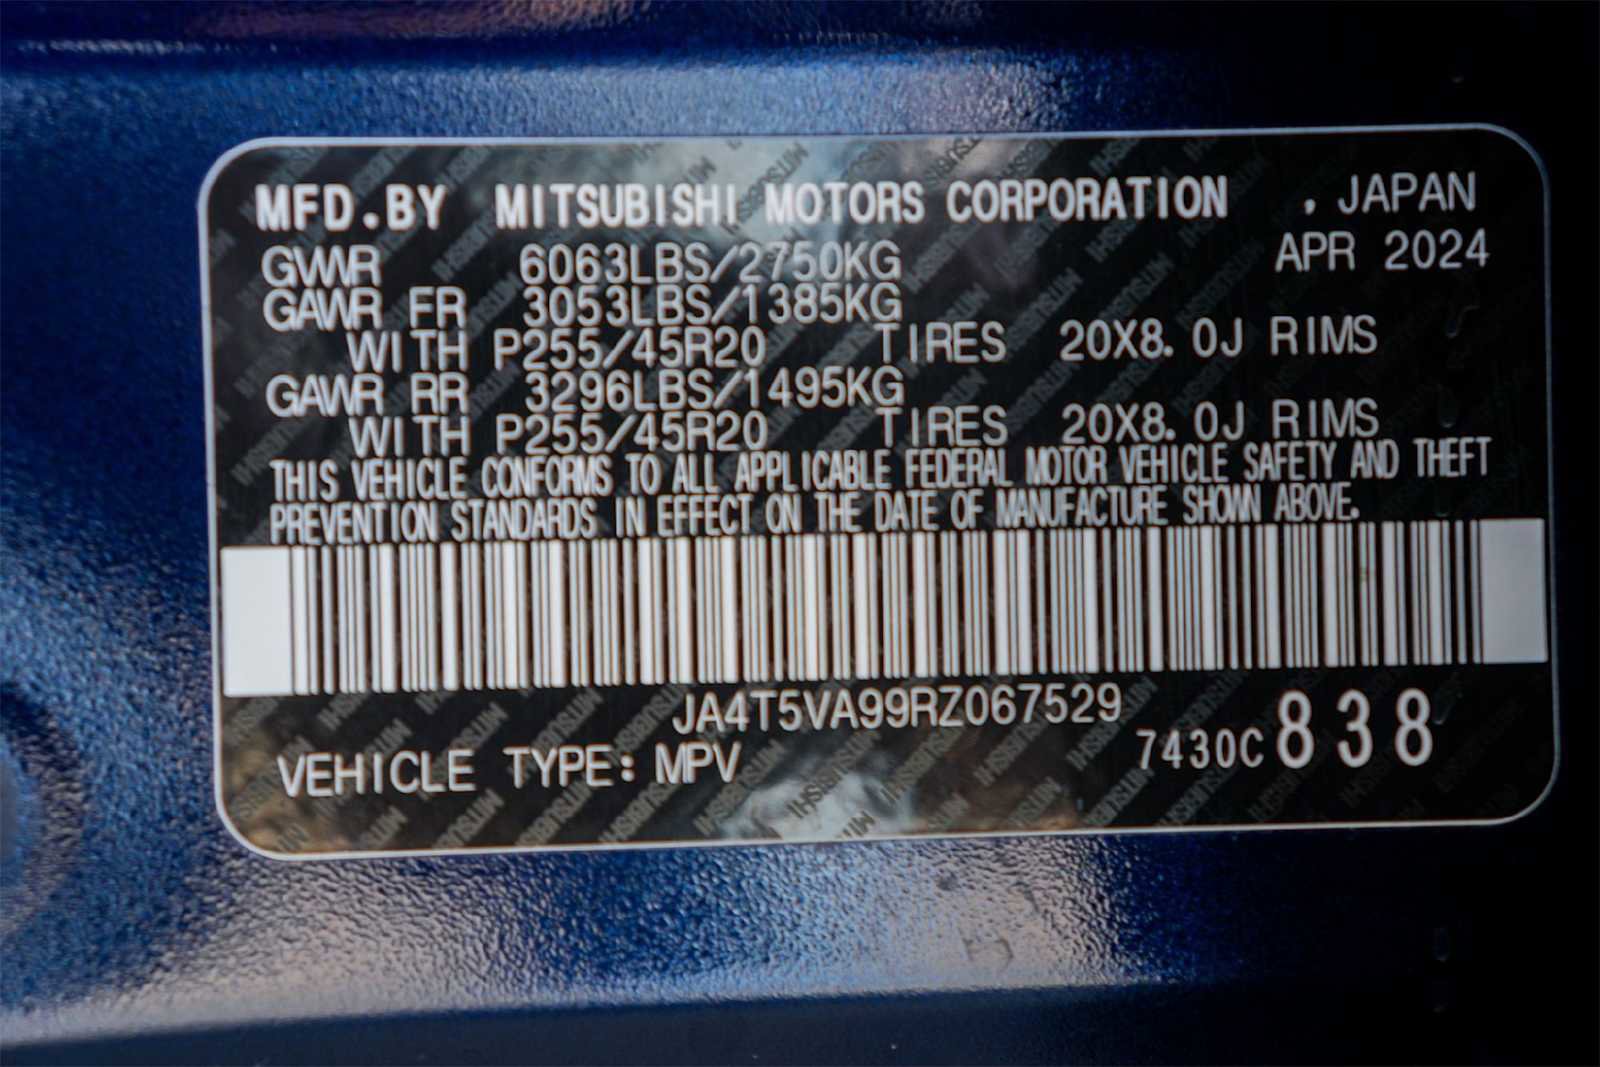 MFD.BY MITSUBISHI MOTORS CORPORATION , JAPAN
GVWR 6063LBS/2750KG APR 2024
GAWR FR 3053LBS/1385KG
WITH P255/45R20 TIRES 20X8.0J RIMS
GAWR RR 3296LBS/1495KG
WITH P255/45R20 TIRES 20X8.0J RIMS
THIS VEHICLE CONFORMS TO ALL APPLICABLE FEDERAL MOTOR VEHICLE SAFETY AND THEFT
PREVENTION STANDARDS IN EFFECT ON THE DATE OF MANUFACTURE SHOWN ABOVE.
JA4T5VA99RZ067529
VEHICLE TYPE: MPV 7430C 838